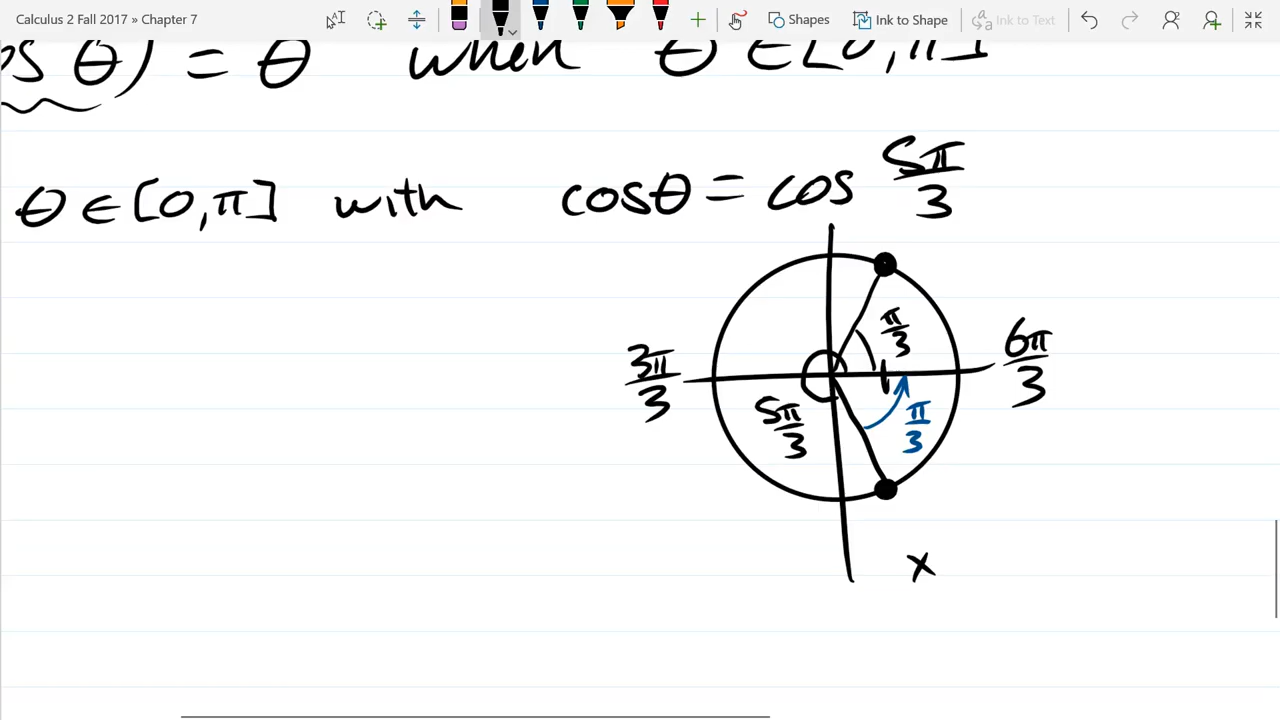 Calculus 2 Fall 2017 » Chapter 7
Shapes
Ink to Shape
Ink to Text
os θ) = θ when θ ∈ [0, π]
θ ∈ [0, π] with cos θ = cos 5π/3
π/3
3π/3
6π/3
5π/3
π/3
x